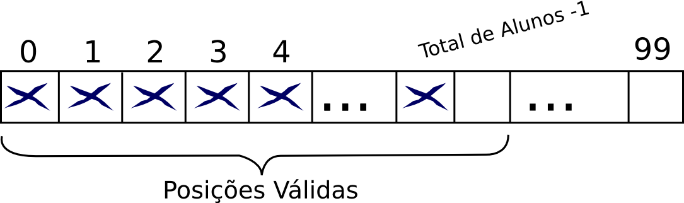 Total de Alunos -1
0 1 2 3 4 99
... ...
Posições Válidas